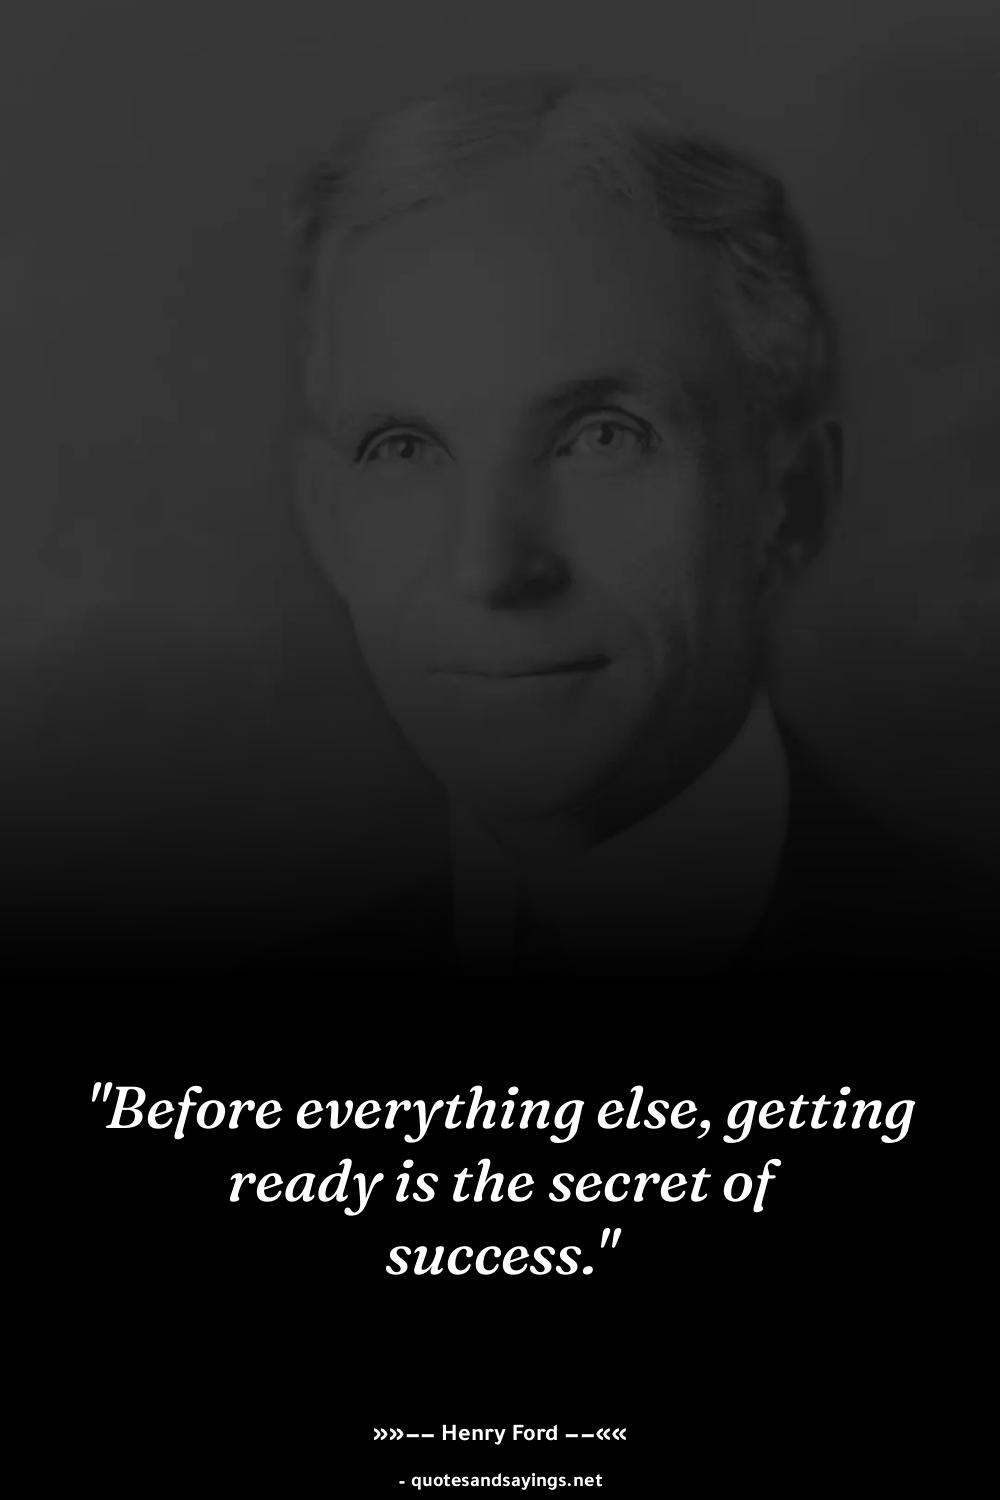 "Before everything else, getting
ready is the secret of
success."
»»–– Henry Ford ––««
- quotesandsayings.net